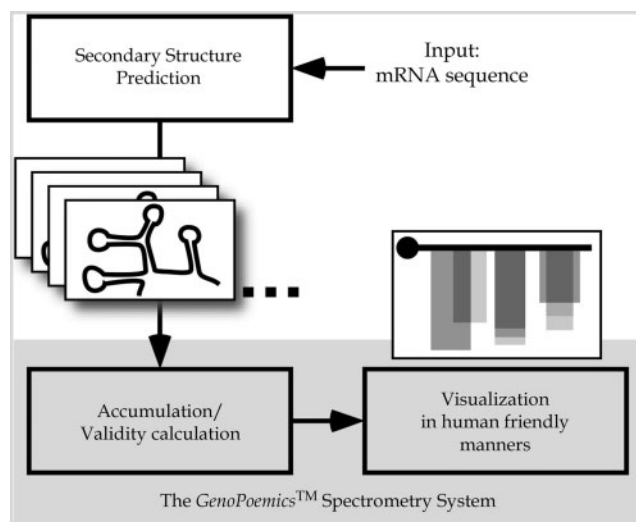 Secondary Structure
Prediction
Input:
mRNA sequence
Accumulation/
Validity calculation
Visualization
in human friendly
manners
The GenoPoemics™ Spectrometry System